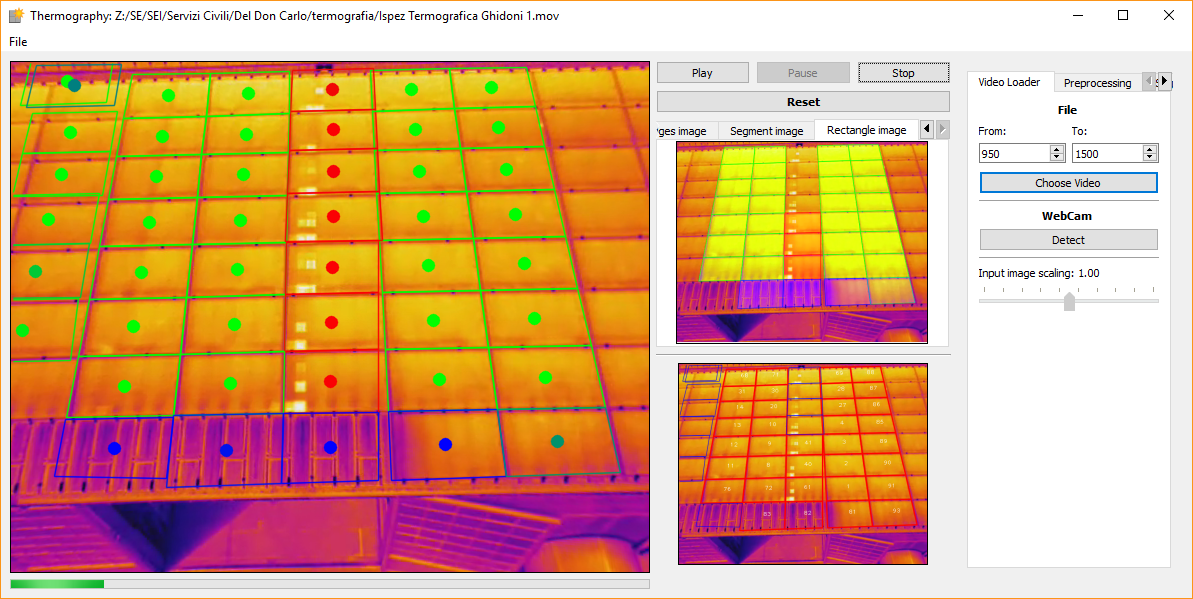 Thermography: Z:/SE/SEI/Servizi Civili/Del Don Carlo/termografia/Ispez Termografica Ghidoni 1.mov
File
Play
Pause
Stop
Reset
ges image
Segment image
Rectangle image
Video Loader
Preprocessing
File
From:
To:
950
1500
Choose Video
WebCam
Detect
Input image scaling: 1.00